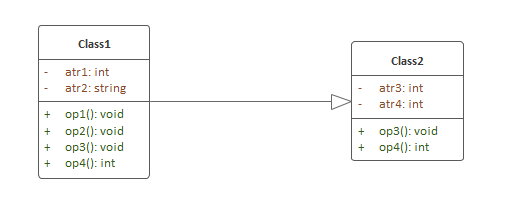 Class1
- atr1: int
- atr2: string
+ op1(): void
+ op2(): void
+ op3(): void
+ op4(): int
Class2
- atr3: int
- atr4: int
+ op3(): void
+ op4(): int